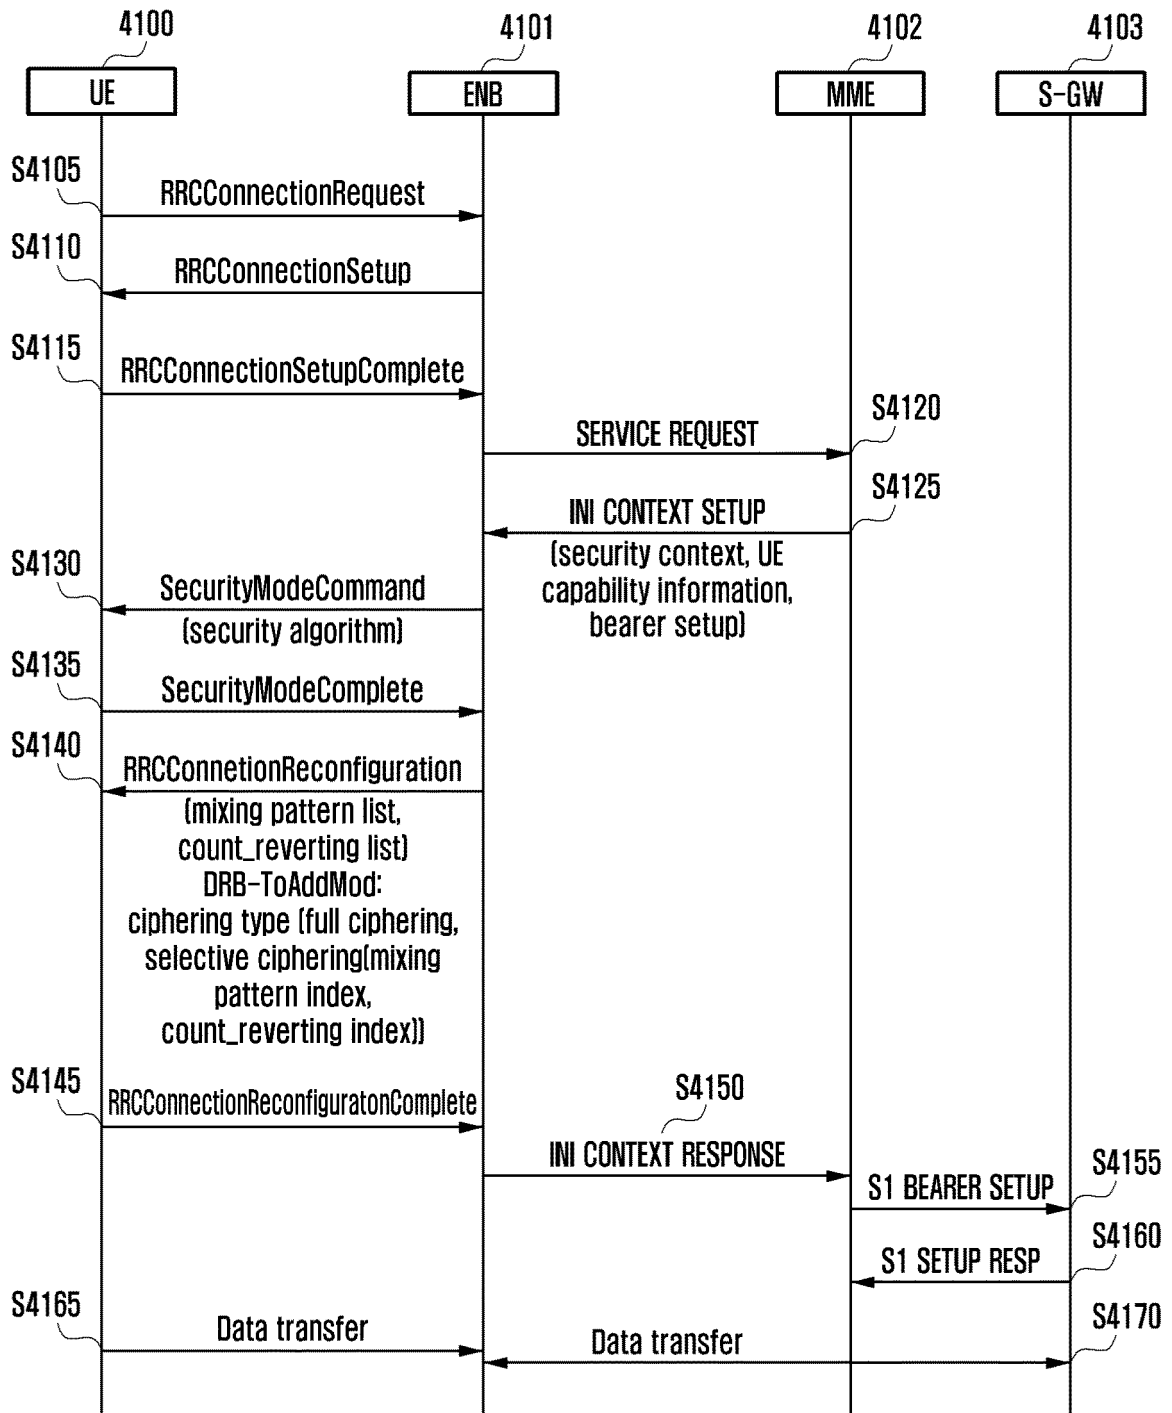 4100
4101
4102
4103
UE
ENB
MME
S-GW
S4105
RRCConnectionRequest
S4110
RRCConnectionSetup
S4115
RRCConnectionSetupComplete
S4120
SERVICE REQUEST
S4125
INI CONTEXT SETUP
(security context, UE
capability information,
bearer setup)
S4130
SecurityModeCommand
(security algorithm)
S4135
SecurityModeComplete
S4140
RRCConnetionReconfiguration
(mixing pattern list,
count_reverting list)
DRB-ToAddMod:
ciphering type (full ciphering,
selective ciphering(mixing
pattern index,
count_reverting index))
S4145
RRCConnectionReconfiguratonComplete
S4150
INI CONTEXT RESPONSE
S4155
S1 BEARER SETUP
S4160
S1 SETUP RESP
S4165
Data transfer
S4170
Data transfer